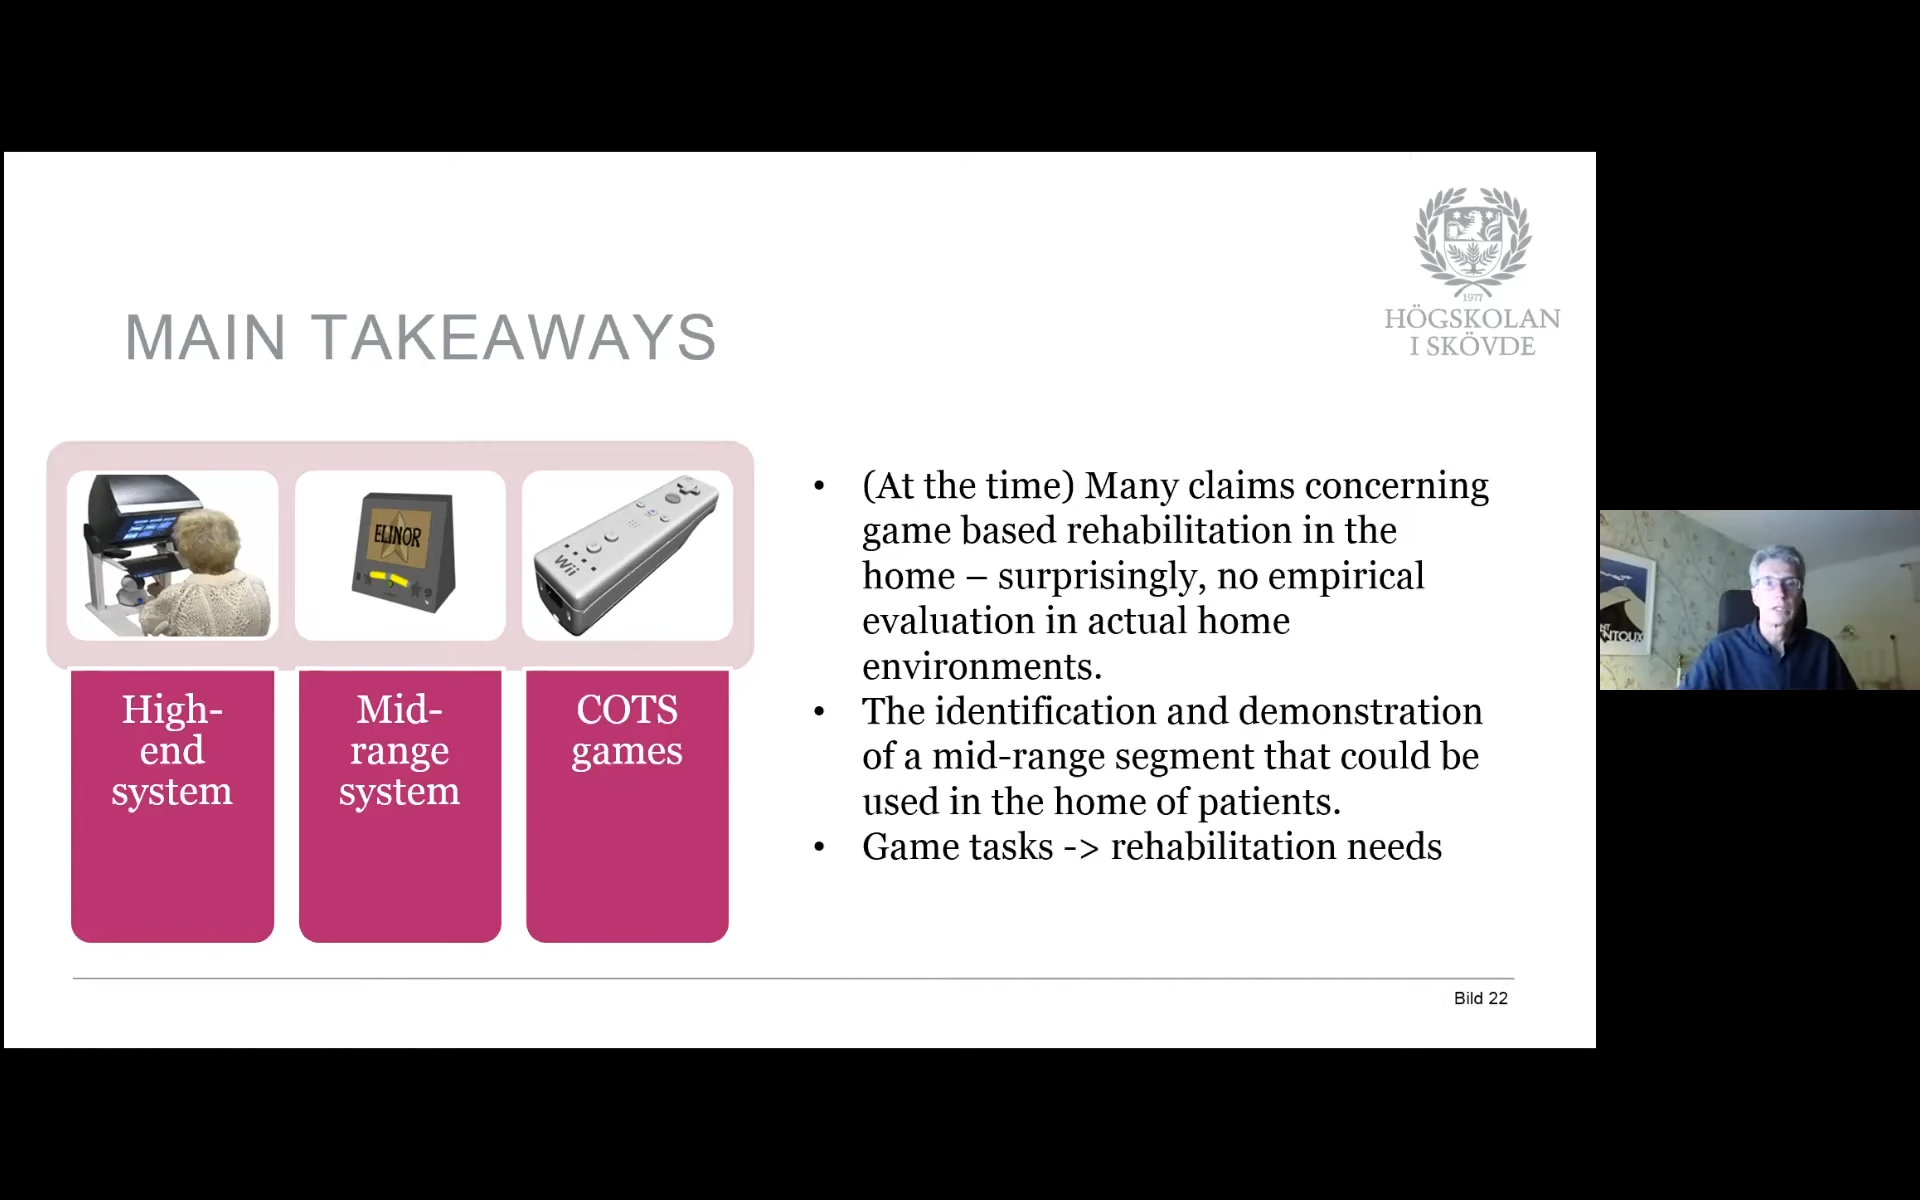 1977
HÖGSKOLAN
I SKÖVDE
MAIN TAKEAWAYS
ELINOR
Wii
High-
end
system
Mid-
range
system
COTS
games
• (At the time) Many claims concerning
game based rehabilitation in the
home – surprisingly, no empirical
evaluation in actual home
environments.
• The identification and demonstration
of a mid-range segment that could be
used in the home of patients.
• Game tasks -> rehabilitation needs
Bild 22